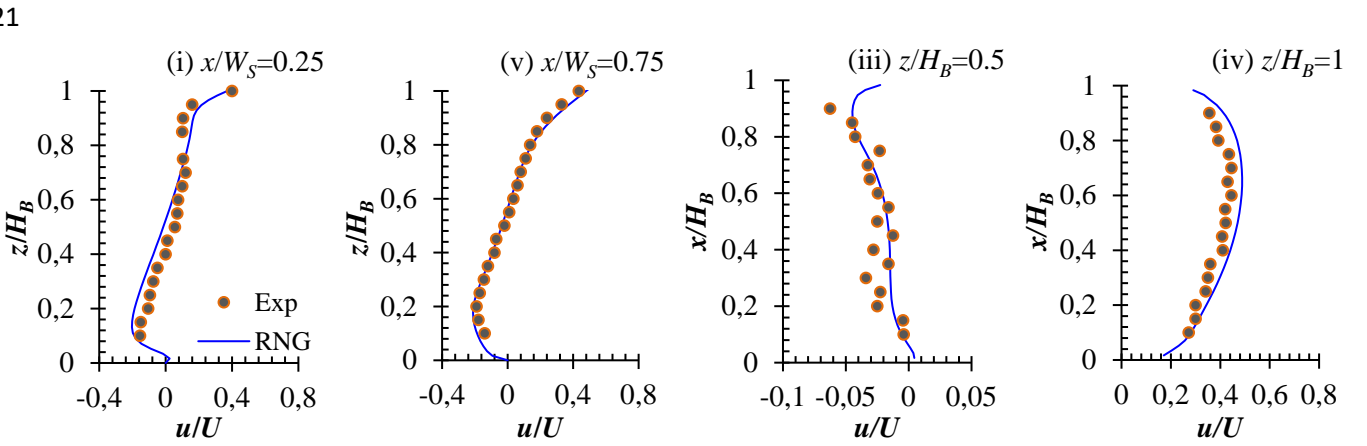 21
(i) x/W_S=0.25
(v) x/W_S=0.75
(iii) z/H_B=0.5
(iv) z/H_B=1
1
0,8
0,6
0,4
0,2
0
z/H_B
-0,4 0 0,4 0,8
u/U
Exp
RNG
1
0,8
0,6
0,4
0,2
0
z/H_B
-0,4 0 0,4 0,8
u/U
1
0,8
0,6
0,4
0,2
0
x/H_B
-0,1 -0,05 0 0,05
u/U
1
0,8
0,6
0,4
0,2
0
x/H_B
0 0,2 0,4 0,6 0,8
u/U